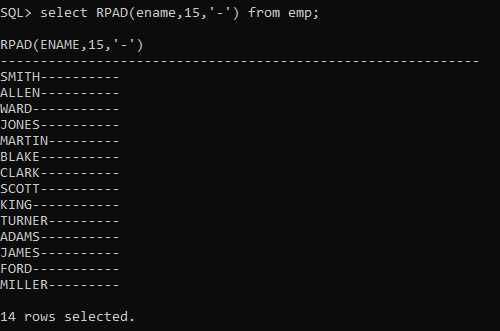 SQL> select RPAD(ename,15,'-') from emp;
RPAD(ENAME,15,'-')
------------------------------------------------------------
SMITH----------
ALLEN----------
WARD-----------
JONES----------
MARTIN---------
BLAKE----------
CLARK----------
SCOTT----------
KING-----------
TURNER---------
ADAMS----------
JAMES----------
FORD-----------
MILLER---------
14 rows selected.